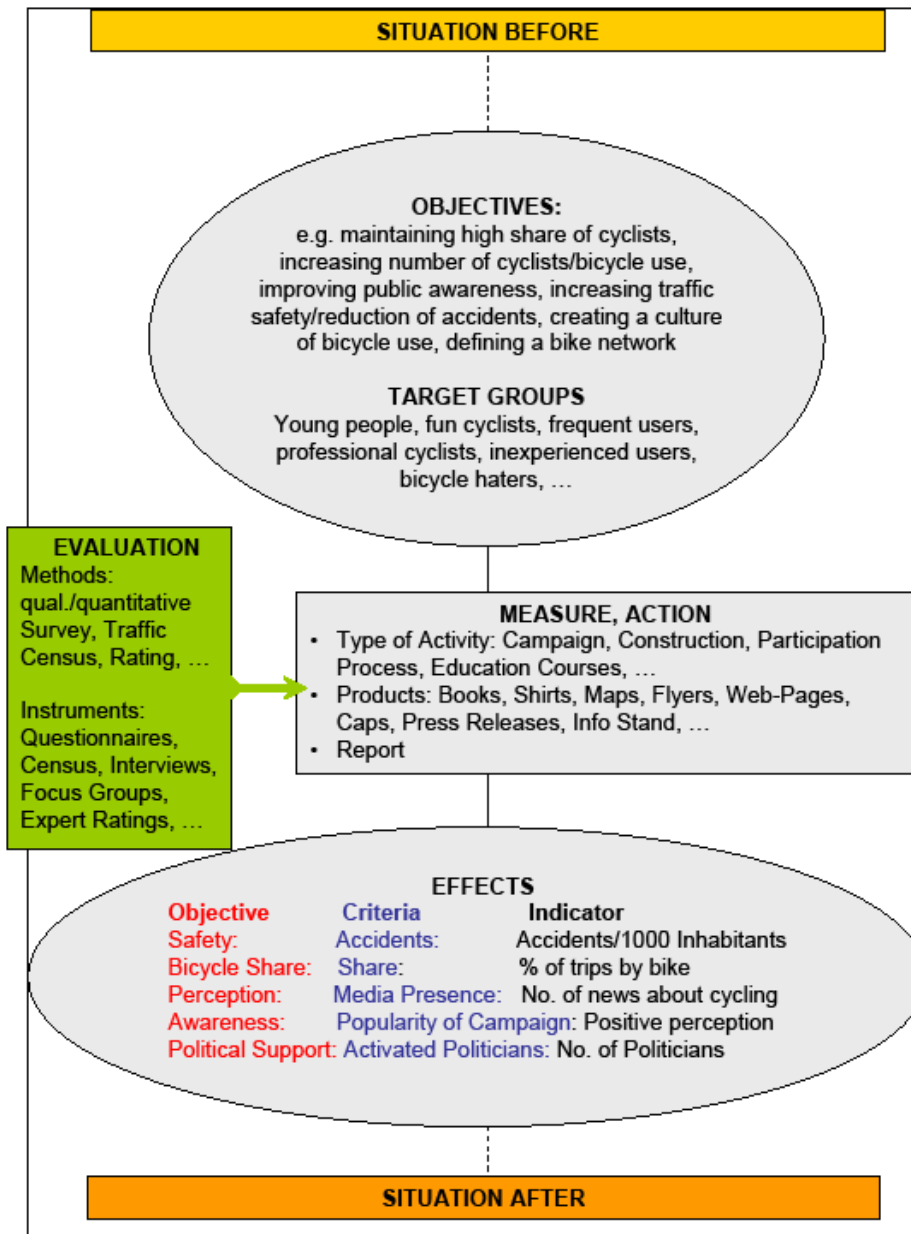 SITUATION BEFORE
OBJECTIVES:
e.g. maintaining high share of cyclists,
increasing number of cyclists/bicycle use,
improving public awareness, increasing traffic
safety/reduction of accidents, creating a culture
of bicycle use, defining a bike network
TARGET GROUPS
Young people, fun cyclists, frequent users,
professional cyclists, inexperienced users,
bicycle haters, …
EVALUATION
Methods:
qual./quantitative
Survey, Traffic
Census, Rating, …
Instruments:
Questionnaires,
Census, Interviews,
Focus Groups,
Expert Ratings, …
MEASURE, ACTION
• Type of Activity: Campaign, Construction, Participation
Process, Education Courses, …
• Products: Books, Shirts, Maps, Flyers, Web-Pages,
Caps, Press Releases, Info Stand, …
• Report
EFFECTS
Objective Criteria Indicator
Safety: Accidents: Accidents/1000 Inhabitants
Bicycle Share: Share: % of trips by bike
Perception: Media Presence: No. of news about cycling
Awareness: Popularity of Campaign: Positive perception
Political Support: Activated Politicians: No. of Politicians
SITUATION AFTER